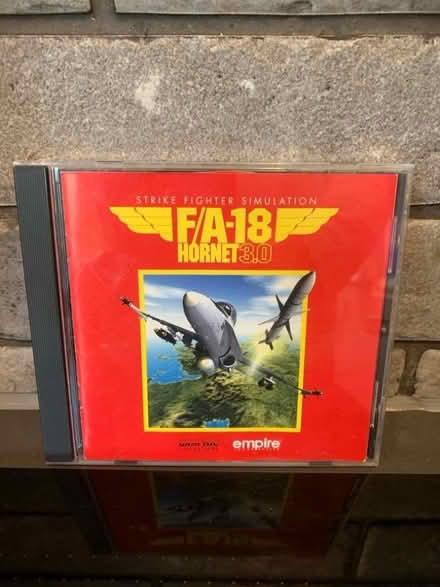 STRIKE FIGHTER SIMULATION
F/A-18
HORNET 3.0
empire